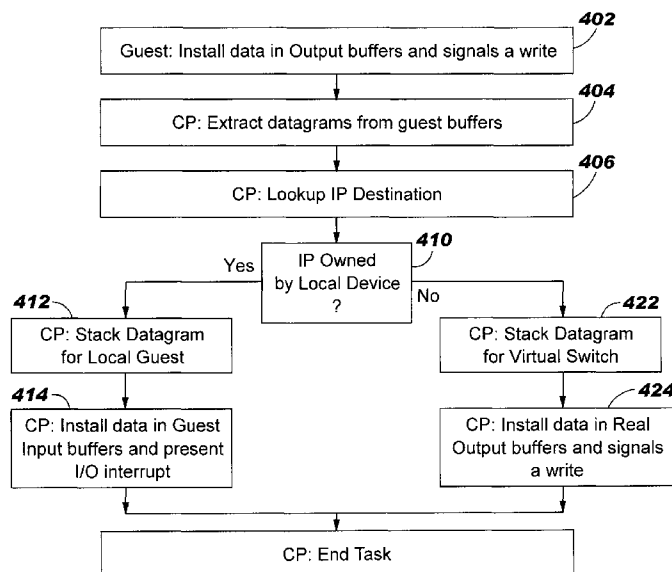 402
Guest: Install data in Output buffers and signals a write
404
CP: Extract datagrams from guest buffers
406
CP: Lookup IP Destination
410
IP Owned
by Local Device
?
Yes
No
412
CP: Stack Datagram
for Local Guest
422
CP: Stack Datagram
for Virtual Switch
414
CP: Install data in Guest
Input buffers and present
I/O interrupt
424
CP: Install data in Real
Output buffers and signals
a write
CP: End Task